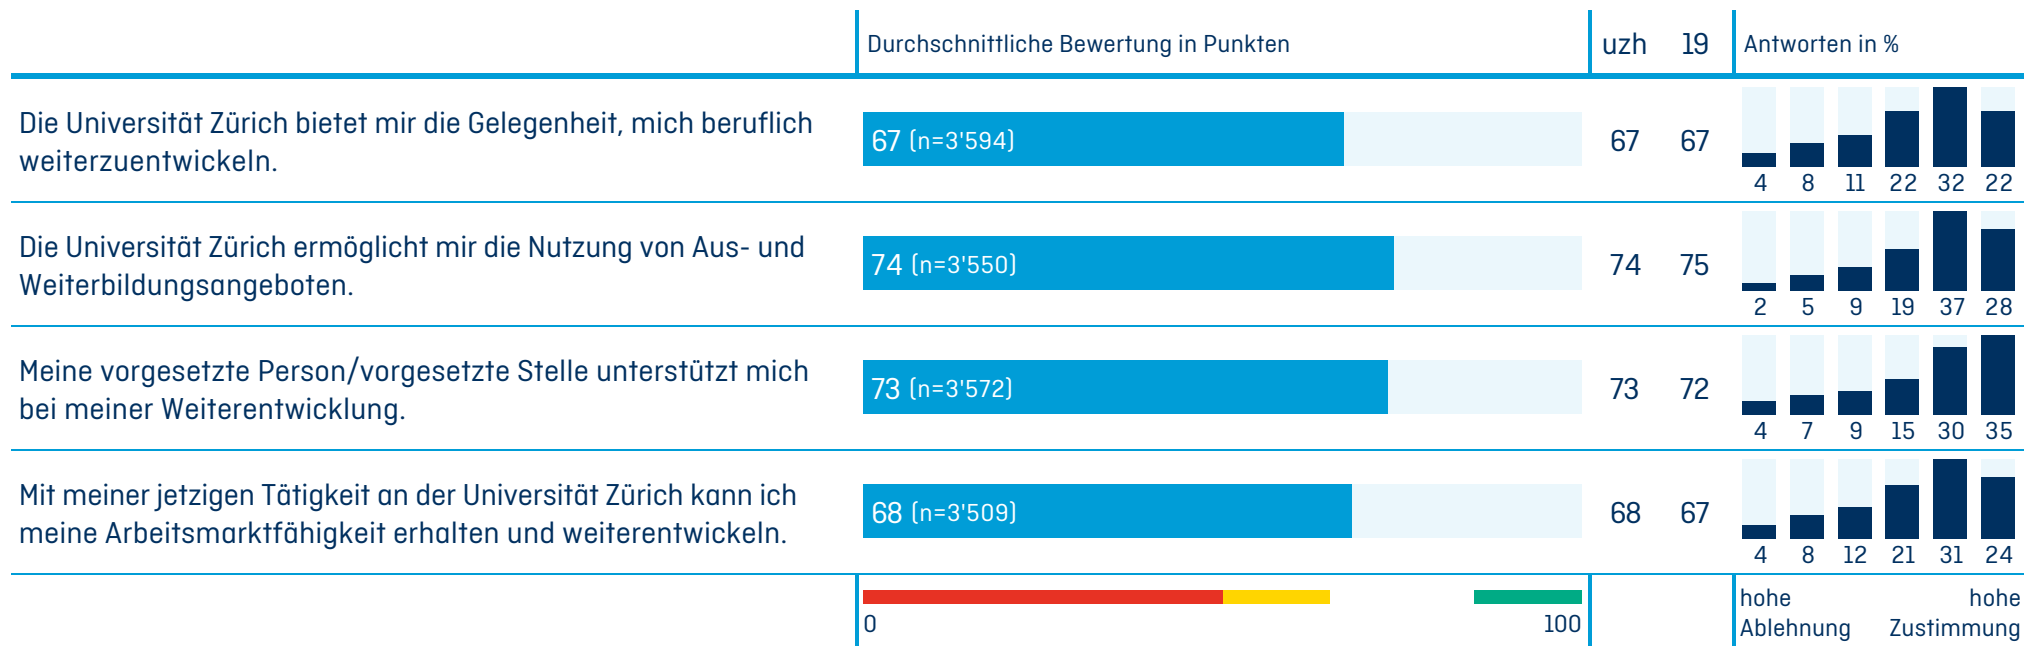 Durchschnittliche Bewertung in Punkten uzh 19 Antworten in %
Die Universität Zürich bietet mir die Gelegenheit, mich beruflich
weiterzuentwickeln.
67 (n=3'594) 67 67
4 8 11 22 32 22
Die Universität Zürich ermöglicht mir die Nutzung von Aus- und
Weiterbildungsangeboten.
74 (n=3'550) 74 75
2 5 9 19 37 28
Meine vorgesetzte Person/vorgesetzte Stelle unterstützt mich
bei meiner Weiterentwicklung.
73 (n=3'572) 73 72
4 7 9 15 30 35
Mit meiner jetzigen Tätigkeit an der Universität Zürich kann ich
meine Arbeitsmarktfähigkeit erhalten und weiterentwickeln.
68 (n=3'509) 68 67
4 8 12 21 31 24
0 100
hohe
Ablehnung
hohe
Zustimmung